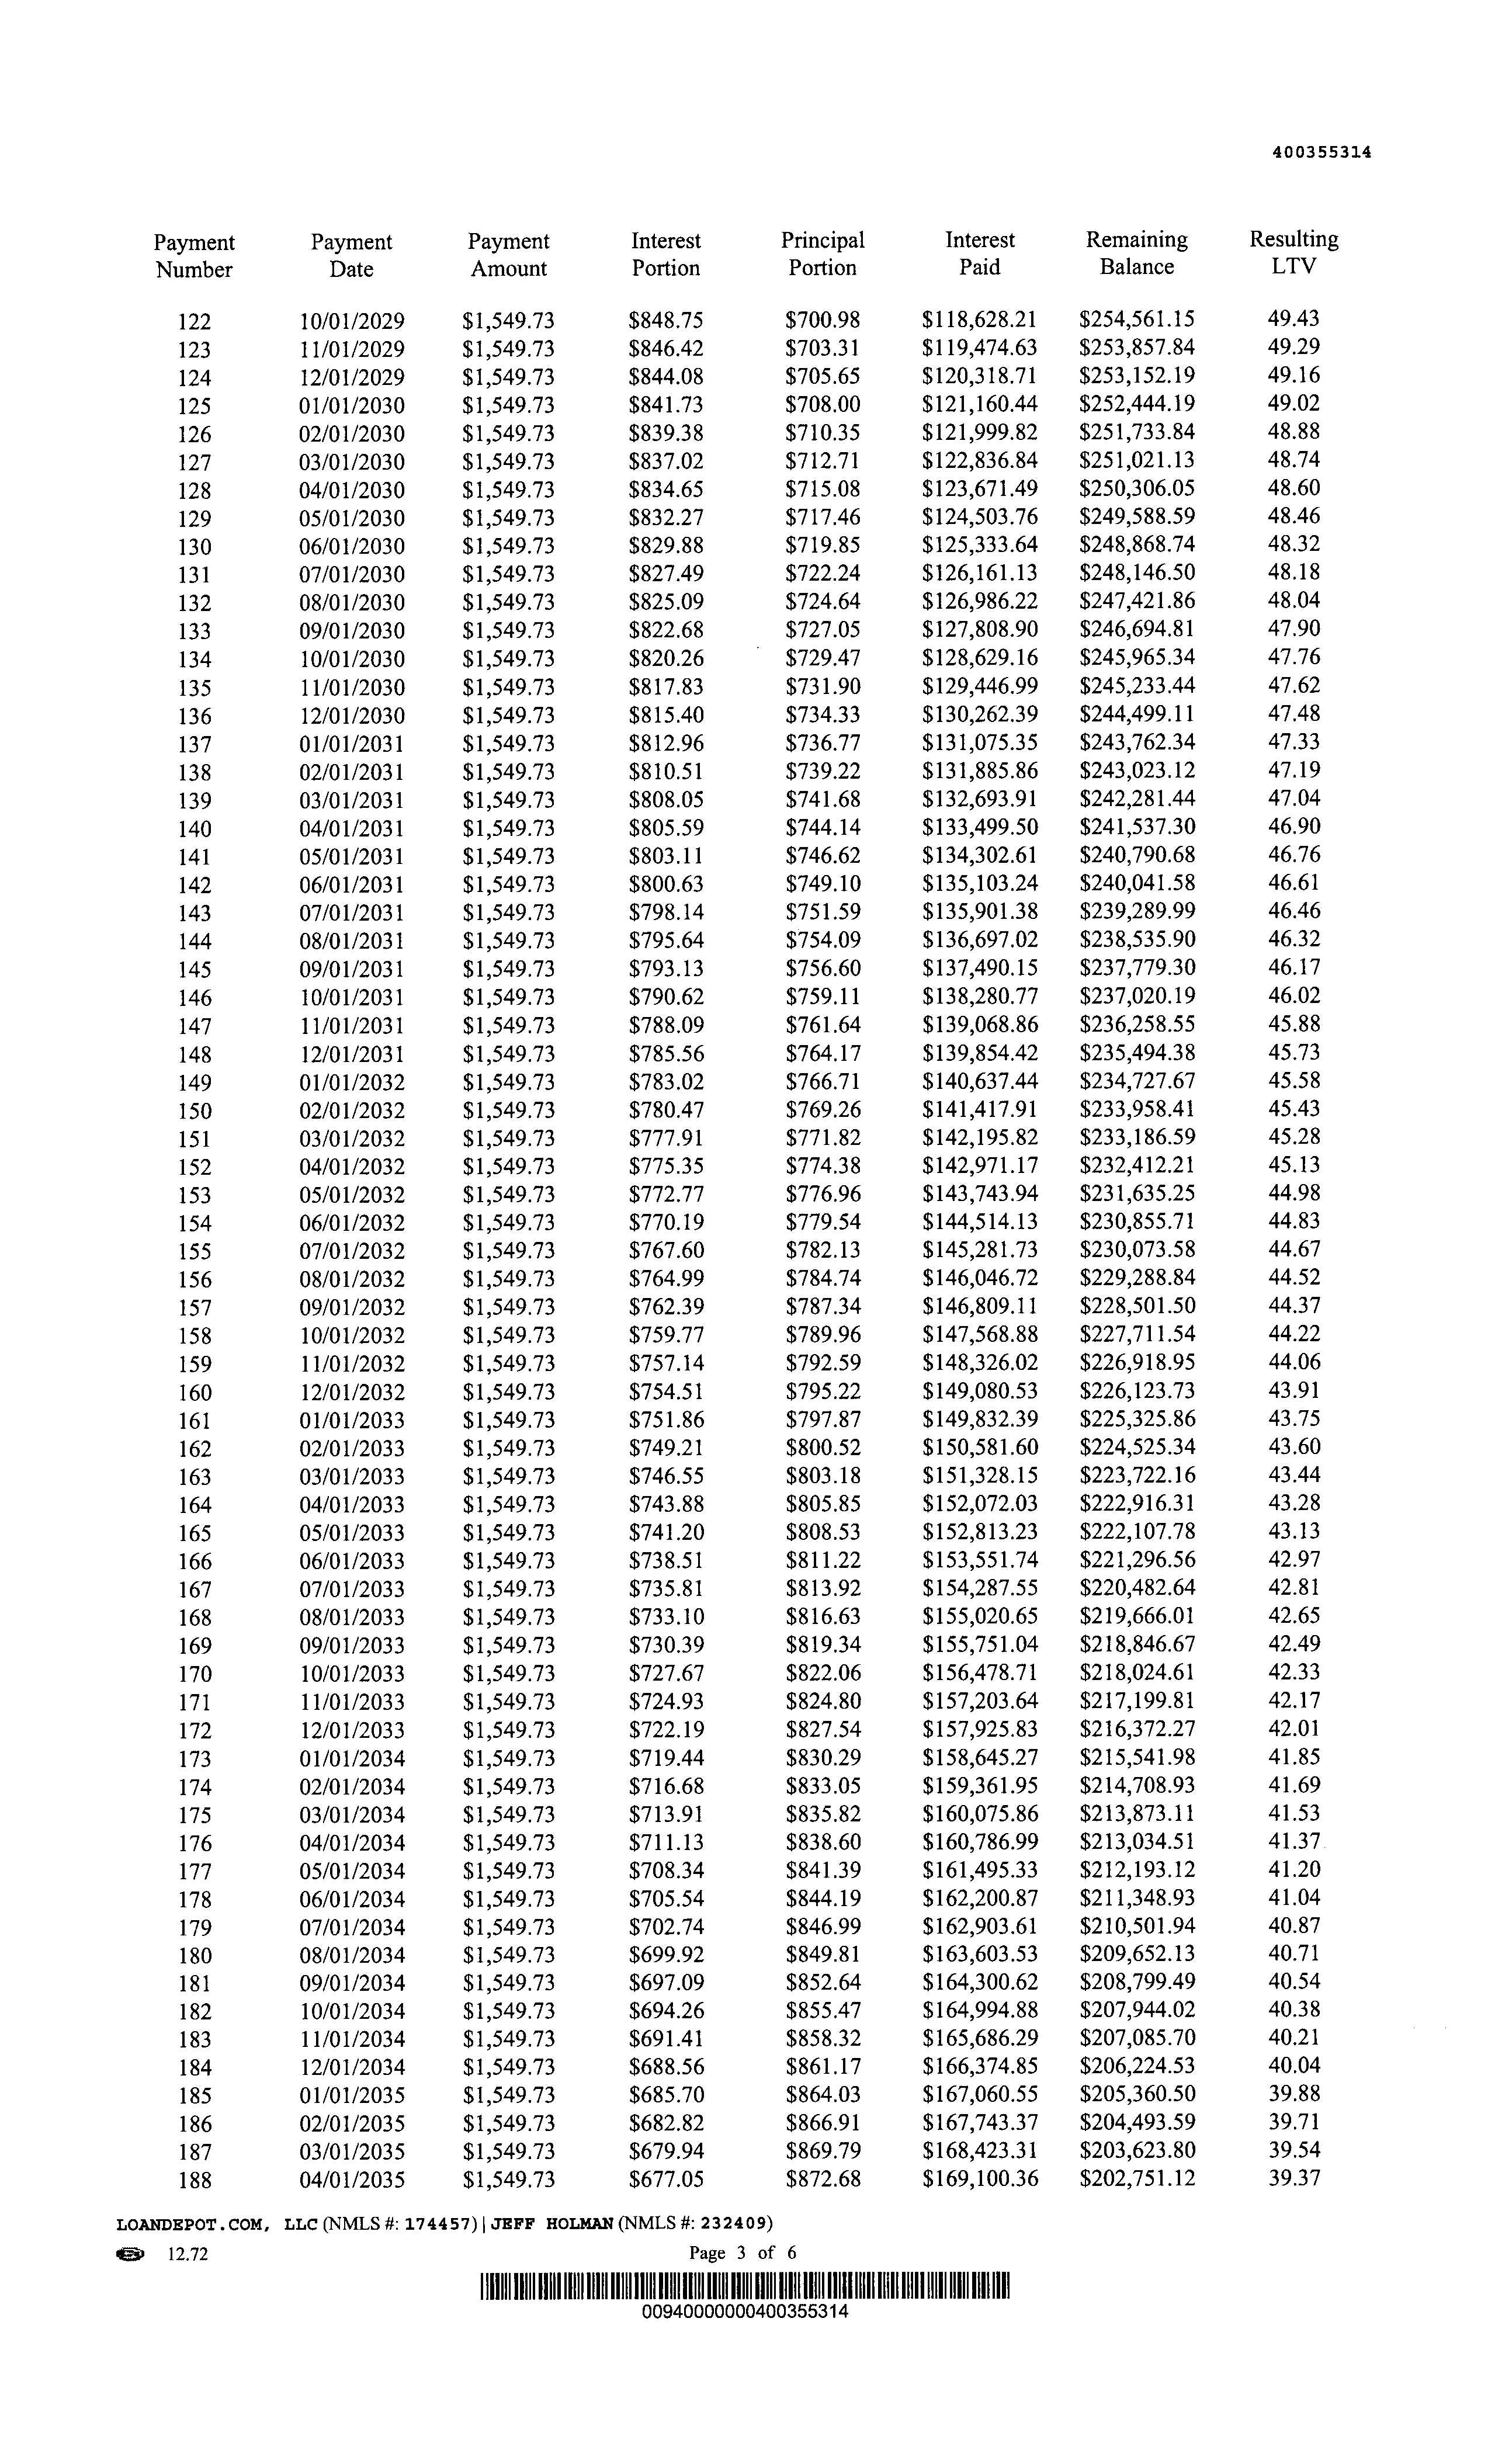 400355314
Payment Payment Payment Interest Principal Interest Remaining Resulting
Number Date Amount Portion Portion Paid Balance LTV
122 10/01/2029 $1,549.73 $848.75 $700.98 $118,628.21 $254,561.15 49.43
123 11/01/2029 $1,549.73 $846.42 $703.31 $119,474.63 $253,857.84 49.29
124 12/01/2029 $1,549.73 $844.08 $705.65 $120,318.71 $253,152.19 49.16
125 01/01/2030 $1,549.73 $841.73 $708.00 $121,160.44 $252,444.19 49.02
126 02/01/2030 $1,549.73 $839.38 $710.35 $121,999.82 $251,733.84 48.88
127 03/01/2030 $1,549.73 $837.02 $712.71 $122,836.84 $251,021.13 48.74
128 04/01/2030 $1,549.73 $834.65 $715.08 $123,671.49 $250,306.05 48.60
129 05/01/2030 $1,549.73 $832.27 $717.46 $124,503.76 $249,588.59 48.46
130 06/01/2030 $1,549.73 $829.88 $719.85 $125,333.64 $248,868.74 48.32
131 07/01/2030 $1,549.73 $827.49 $722.24 $126,161.13 $248,146.50 48.18
132 08/01/2030 $1,549.73 $825.09 $724.64 $126,986.22 $247,421.86 48.04
133 09/01/2030 $1,549.73 $822.68 $727.05 $127,808.90 $246,694.81 47.90
134 10/01/2030 $1,549.73 $820.26 $729.47 $128,629.16 $245,965.34 47.76
135 11/01/2030 $1,549.73 $817.83 $731.90 $129,446.99 $245,233.44 47.62
136 12/01/2030 $1,549.73 $815.40 $734.33 $130,262.39 $244,499.11 47.48
137 01/01/2031 $1,549.73 $812.96 $736.77 $131,075.35 $243,762.34 47.33
138 02/01/2031 $1,549.73 $810.51 $739.22 $131,885.86 $243,023.12 47.19
139 03/01/2031 $1,549.73 $808.05 $741.68 $132,693.91 $242,281.44 47.04
140 04/01/2031 $1,549.73 $805.59 $744.14 $133,499.50 $241,537.30 46.90
141 05/01/2031 $1,549.73 $803.11 $746.62 $134,302.61 $240,790.68 46.76
142 06/01/2031 $1,549.73 $800.63 $749.10 $135,103.24 $240,041.58 46.61
143 07/01/2031 $1,549.73 $798.14 $751.59 $135,901.38 $239,289.99 46.46
144 08/01/2031 $1,549.73 $795.64 $754.09 $136,697.02 $238,535.90 46.32
145 09/01/2031 $1,549.73 $793.13 $756.60 $137,490.15 $237,779.30 46.17
146 10/01/2031 $1,549.73 $790.62 $759.11 $138,280.77 $237,020.19 46.02
147 11/01/2031 $1,549.73 $788.09 $761.64 $139,068.86 $236,258.55 45.88
148 12/01/2031 $1,549.73 $785.56 $764.17 $139,854.42 $235,494.38 45.73
149 01/01/2032 $1,549.73 $783.02 $766.71 $140,637.44 $234,727.67 45.58
150 02/01/2032 $1,549.73 $780.47 $769.26 $141,417.91 $233,958.41 45.43
151 03/01/2032 $1,549.73 $777.91 $771.82 $142,195.82 $233,186.59 45.28
152 04/01/2032 $1,549.73 $775.35 $774.38 $142,971.17 $232,412.21 45.13
153 05/01/2032 $1,549.73 $772.77 $776.96 $143,743.94 $231,635.25 44.98
154 06/01/2032 $1,549.73 $770.19 $779.54 $144,514.13 $230,855.71 44.83
155 07/01/2032 $1,549.73 $767.60 $782.13 $145,281.73 $230,073.58 44.67
156 08/01/2032 $1,549.73 $764.99 $784.74 $146,046.72 $229,288.84 44.52
157 09/01/2032 $1,549.73 $762.39 $787.34 $146,809.11 $228,501.50 44.37
158 10/01/2032 $1,549.73 $759.77 $789.96 $147,568.88 $227,711.54 44.22
159 11/01/2032 $1,549.73 $757.14 $792.59 $148,326.02 $226,918.95 44.06
160 12/01/2032 $1,549.73 $754.51 $795.22 $149,080.53 $226,123.73 43.91
161 01/01/2033 $1,549.73 $751.86 $797.87 $149,832.39 $225,325.86 43.75
162 02/01/2033 $1,549.73 $749.21 $800.52 $150,581.60 $224,525.34 43.60
163 03/01/2033 $1,549.73 $746.55 $803.18 $151,328.15 $223,722.16 43.44
164 04/01/2033 $1,549.73 $743.88 $805.85 $152,072.03 $222,916.31 43.28
165 05/01/2033 $1,549.73 $741.20 $808.53 $152,813.23 $222,107.78 43.13
166 06/01/2033 $1,549.73 $738.51 $811.22 $153,551.74 $221,296.56 42.97
167 07/01/2033 $1,549.73 $735.81 $813.92 $154,287.55 $220,482.64 42.81
168 08/01/2033 $1,549.73 $733.10 $816.63 $155,020.65 $219,666.01 42.65
169 09/01/2033 $1,549.73 $730.39 $819.34 $155,751.04 $218,846.67 42.49
170 10/01/2033 $1,549.73 $727.67 $822.06 $156,478.71 $218,024.61 42.33
171 11/01/2033 $1,549.73 $724.93 $824.80 $157,203.64 $217,199.81 42.17
172 12/01/2033 $1,549.73 $722.19 $827.54 $157,925.83 $216,372.27 42.01
173 01/01/2034 $1,549.73 $719.44 $830.29 $158,645.27 $215,541.98 41.85
174 02/01/2034 $1,549.73 $716.68 $833.05 $159,361.95 $214,708.93 41.69
175 03/01/2034 $1,549.73 $713.91 $835.82 $160,075.86 $213,873.11 41.53
176 04/01/2034 $1,549.73 $711.13 $838.60 $160,786.99 $213,034.51 41.37
177 05/01/2034 $1,549.73 $708.34 $841.39 $161,495.33 $212,193.12 41.20
178 06/01/2034 $1,549.73 $705.54 $844.19 $162,200.87 $211,348.93 41.04
179 07/01/2034 $1,549.73 $702.74 $846.99 $162,903.61 $210,501.94 40.87
180 08/01/2034 $1,549.73 $699.92 $849.81 $163,603.53 $209,652.13 40.71
181 09/01/2034 $1,549.73 $697.09 $852.64 $164,300.62 $208,799.49 40.54
182 10/01/2034 $1,549.73 $694.26 $855.47 $164,994.88 $207,944.02 40.38
183 11/01/2034 $1,549.73 $691.41 $858.32 $165,686.29 $207,085.70 40.21
184 12/01/2034 $1,549.73 $688.56 $861.17 $166,374.85 $206,224.53 40.04
185 01/01/2035 $1,549.73 $685.70 $864.03 $167,060.55 $205,360.50 39.88
186 02/01/2035 $1,549.73 $682.82 $866.91 $167,743.37 $204,493.59 39.71
187 03/01/2035 $1,549.73 $679.94 $869.79 $168,423.31 $203,623.80 39.54
188 04/01/2035 $1,549.73 $677.05 $872.68 $169,100.36 $202,751.12 39.37
LOANDEPOT.COM, LLC (NMLS #: 174457) | JEFF HOLMAN (NMLS #: 232409)
12.72 Page 3 of 6
00940000000400355314